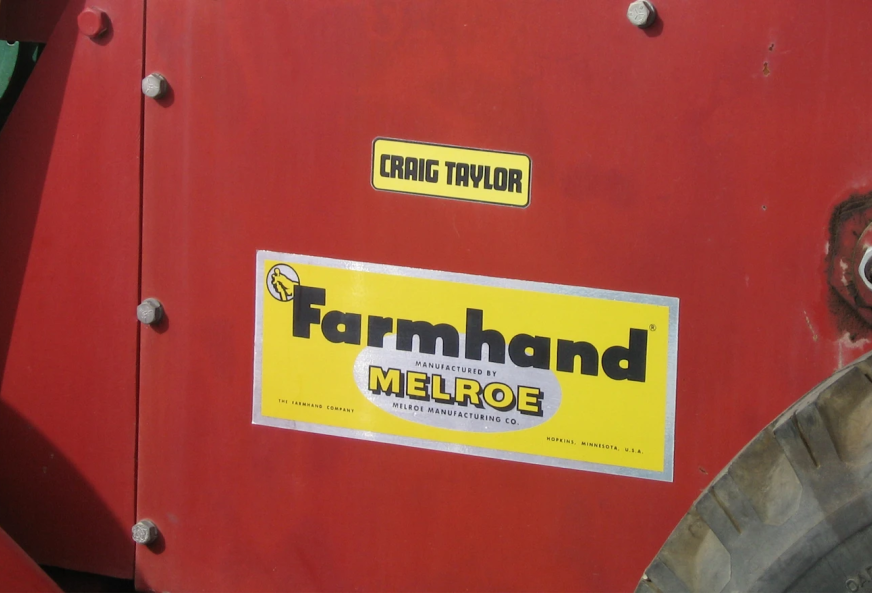 CRAIG TAYLOR
Farmhand®
MANUFACTURED BY
MELROE
MELROE MANUFACTURING CO.
THE FARMHAND COMPANY
HOPKINS, MINNESOTA, U.S.A.